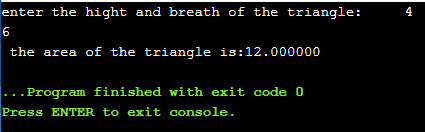 enter the hight and breath of the triangle:     4
6
 the area of the triangle is:12.000000
...Program finished with exit code 0
Press ENTER to exit console.